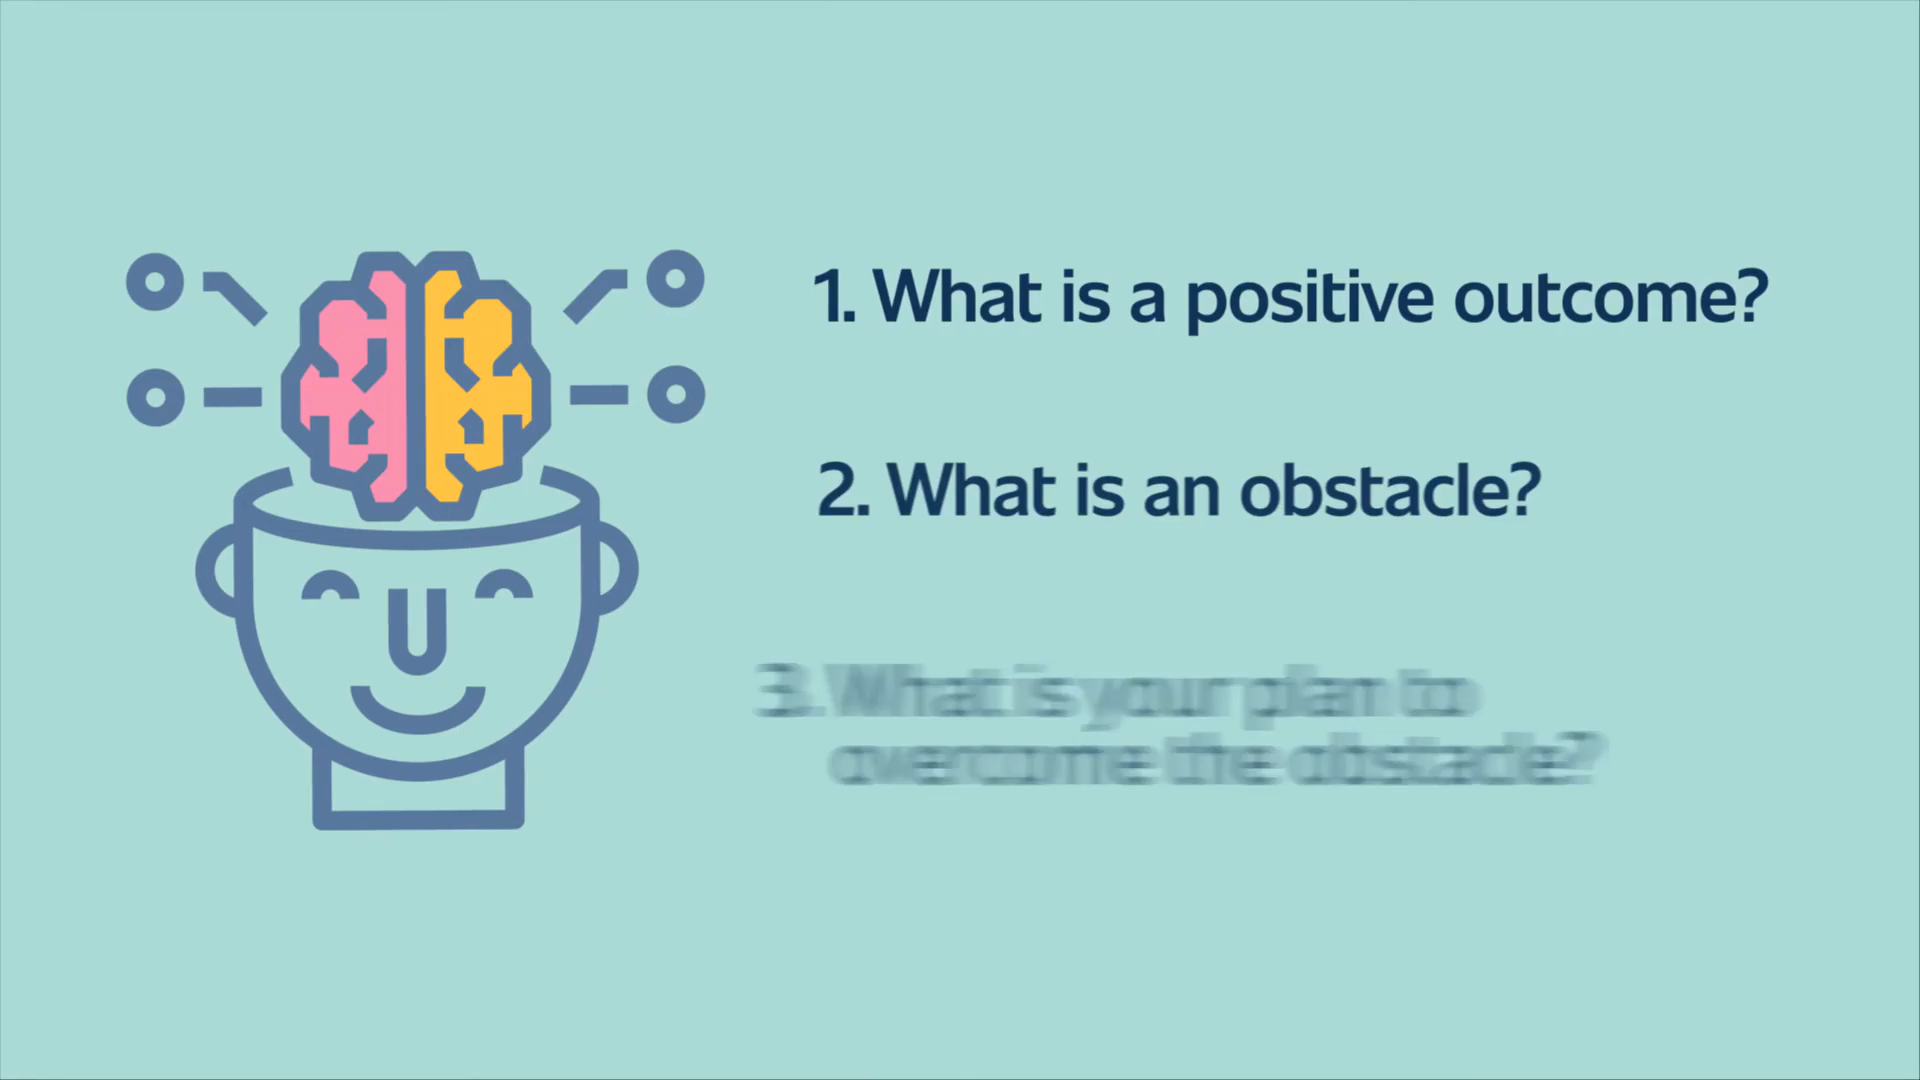 1. What is a positive outcome?
2. What is an obstacle?
3. What is your plan to
overcome the obstacle?